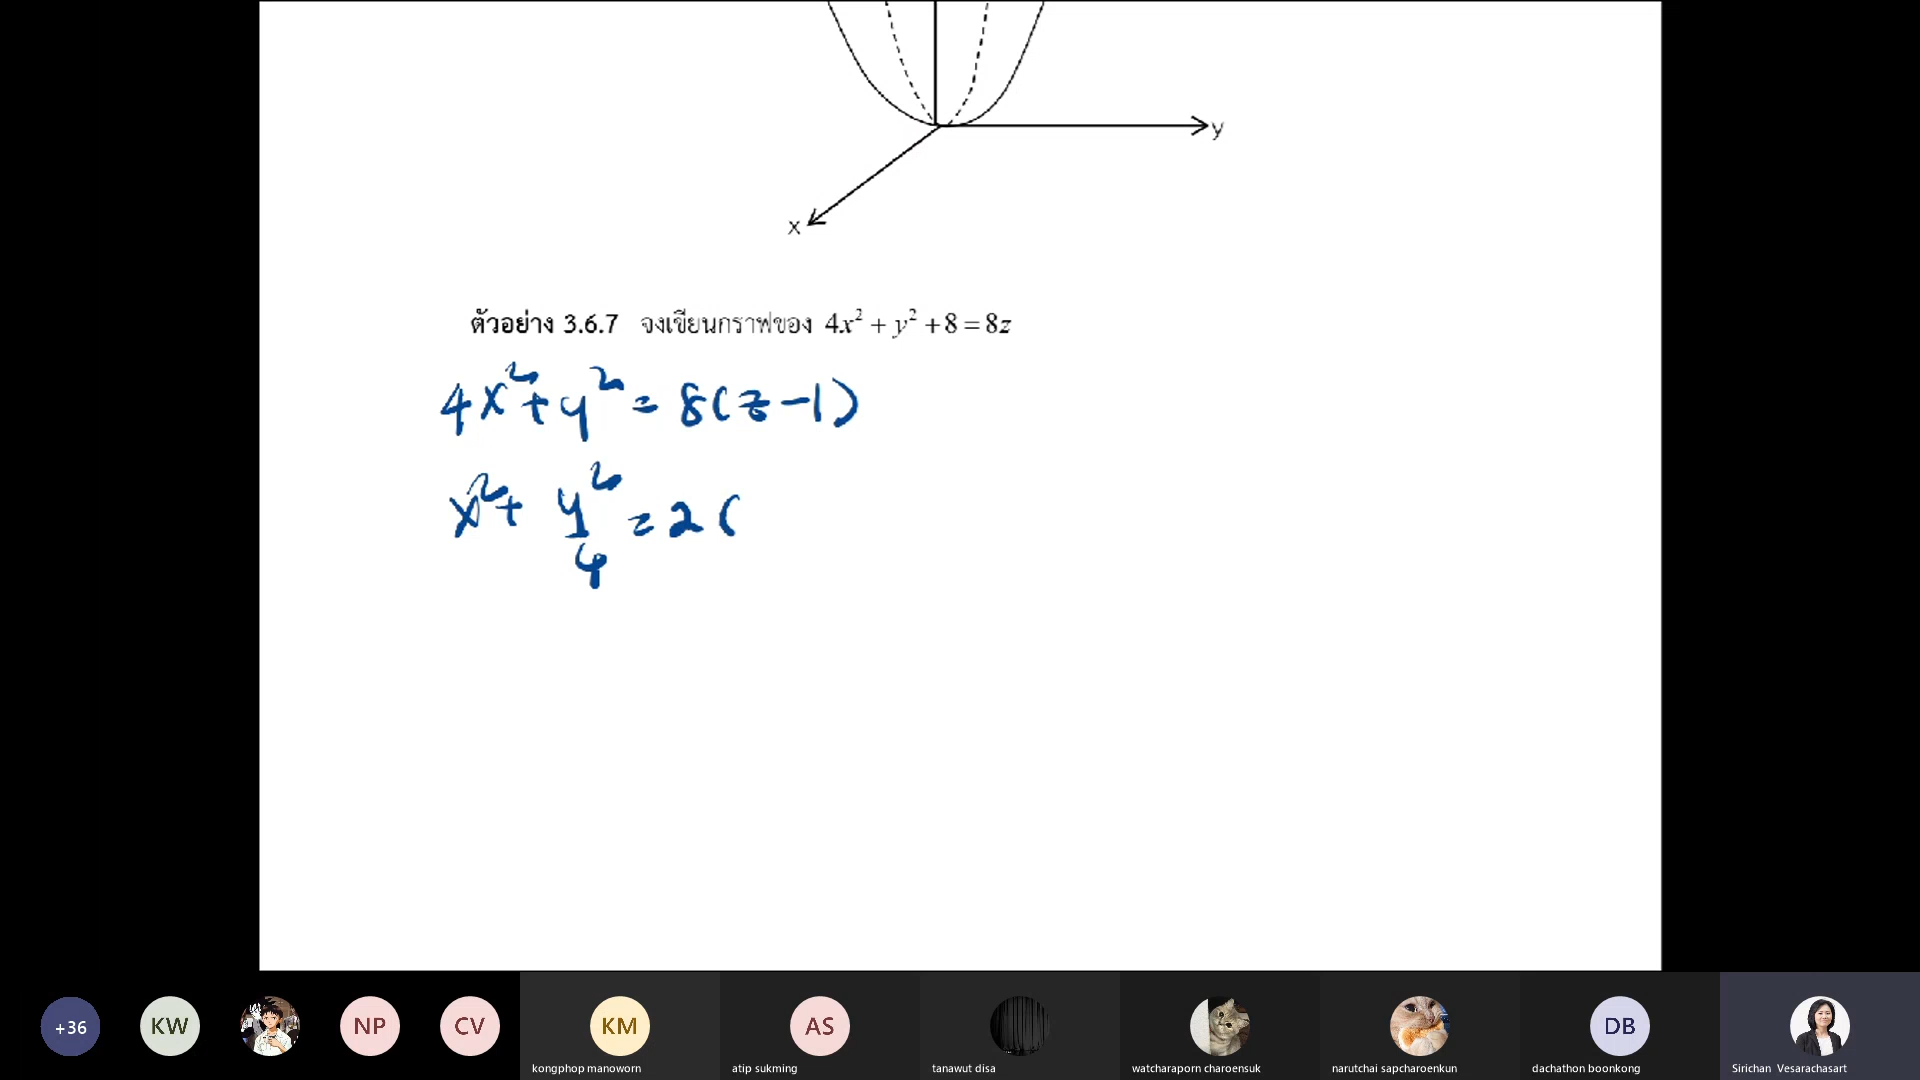 y
x
ตัวอย่าง 3.6.7 จงเขียนกราฟของ 4x² + y² + 8 = 8z
4x² + y² = 8(z - 1)
x² + y²/4 = 2(
+36 KW NP CV KM AS DB
kongphop manoworn atip sukming tanawut disa watcharaporn charoensuk narutchai sapcharoenkun dachathon boonkong Sirichan Vesarachasart